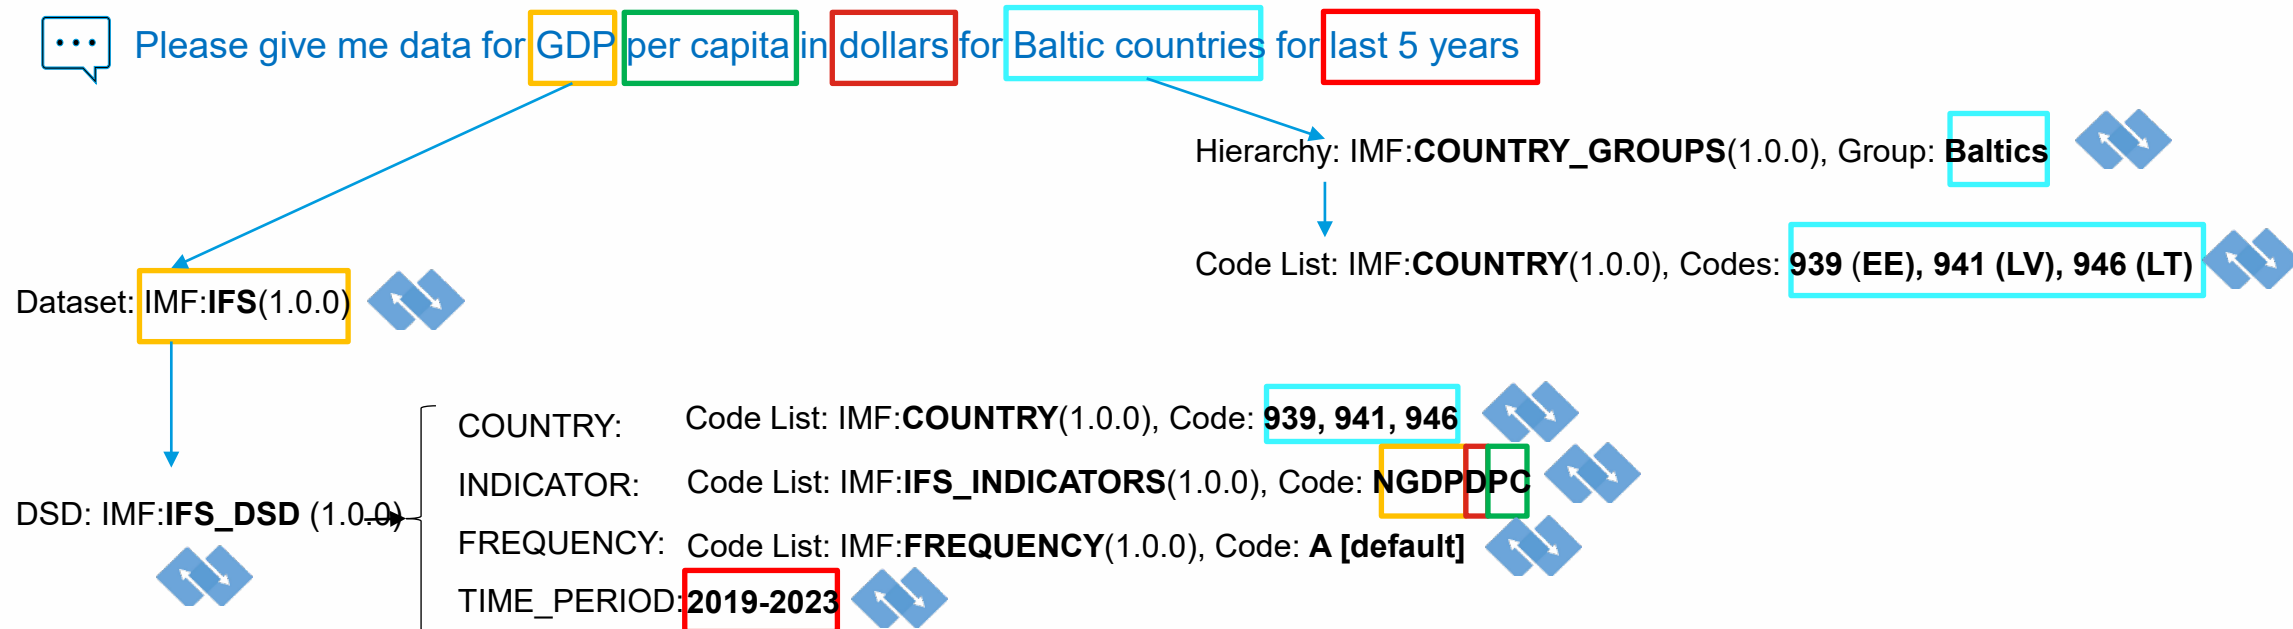 Please give me data for GDP per capita in dollars for Baltic countries for last 5 years
Hierarchy: IMF:COUNTRY_GROUPS(1.0.0), Group: Baltics
Code List: IMF:COUNTRY(1.0.0), Codes: 939 (EE), 941 (LV), 946 (LT)
Dataset: IMF:IFS(1.0.0)
DSD: IMF:IFS_DSD (1.0.0)
COUNTRY: Code List: IMF:COUNTRY(1.0.0), Code: 939, 941, 946
INDICATOR: Code List: IMF:IFS_INDICATORS(1.0.0), Code: NGDPDPC
FREQUENCY: Code List: IMF:FREQUENCY(1.0.0), Code: A [default]
TIME_PERIOD: 2019-2023